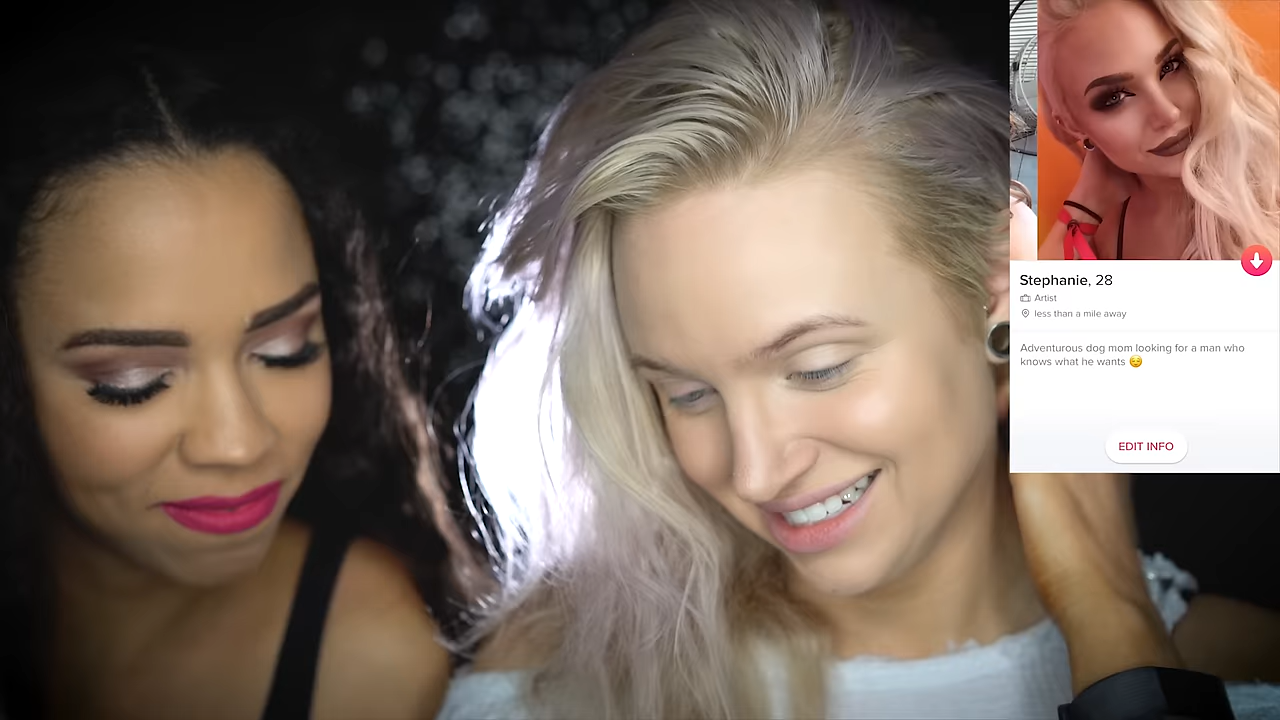 Stephanie, 28
Artist
less than a mile away
Adventurous dog mom looking for a man who
knows what he wants 😌
EDIT INFO